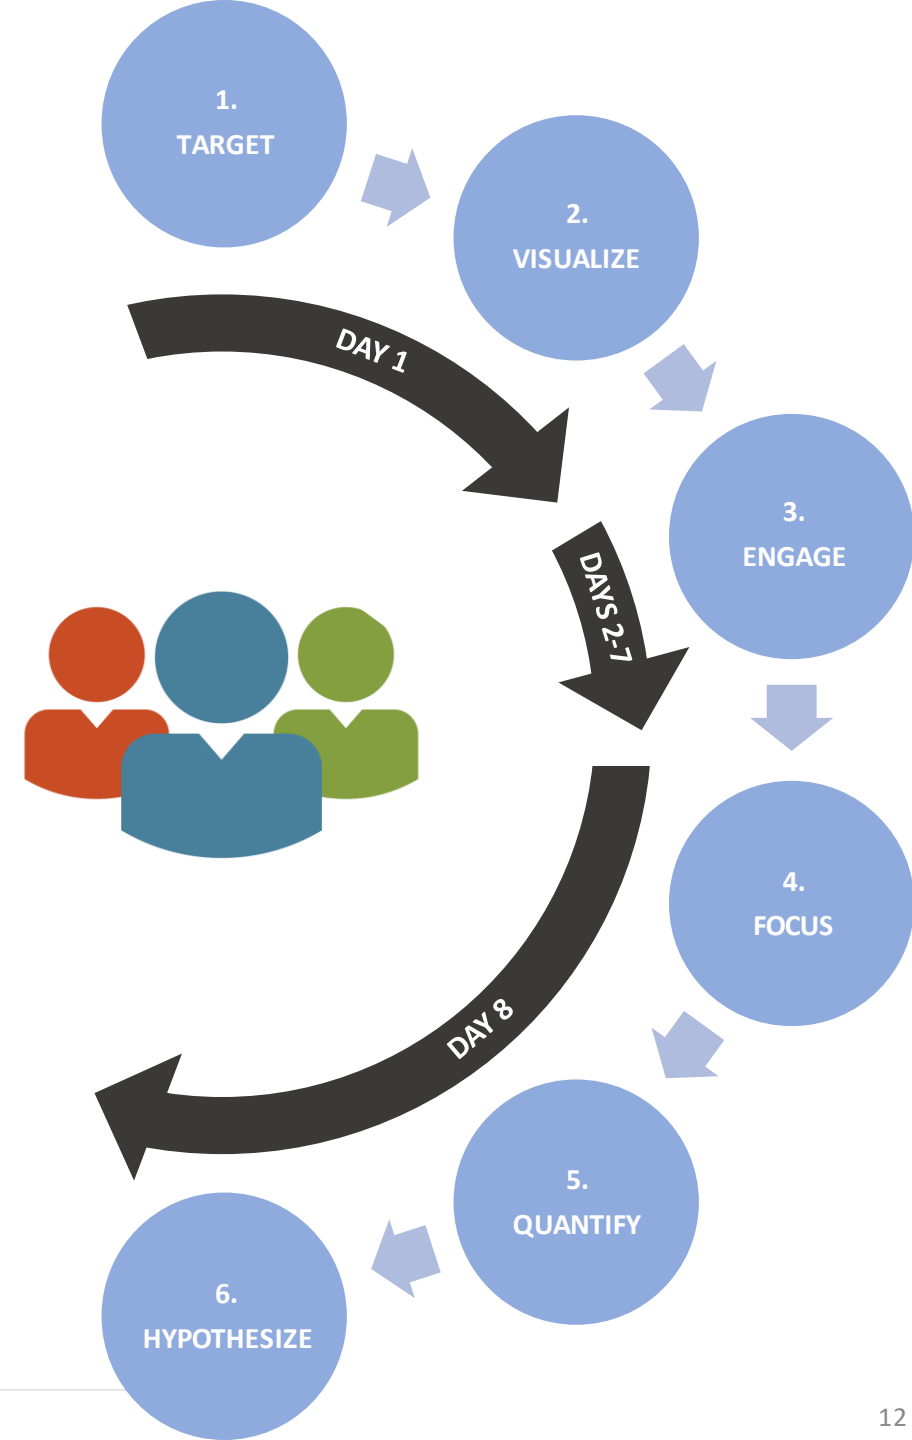 1.
TARGET
2.
VISUALIZE
DAY 1
3.
ENGAGE
DAYS 2-7
4.
FOCUS
DAY 8
5.
QUANTIFY
6.
HYPOTHESIZE
12